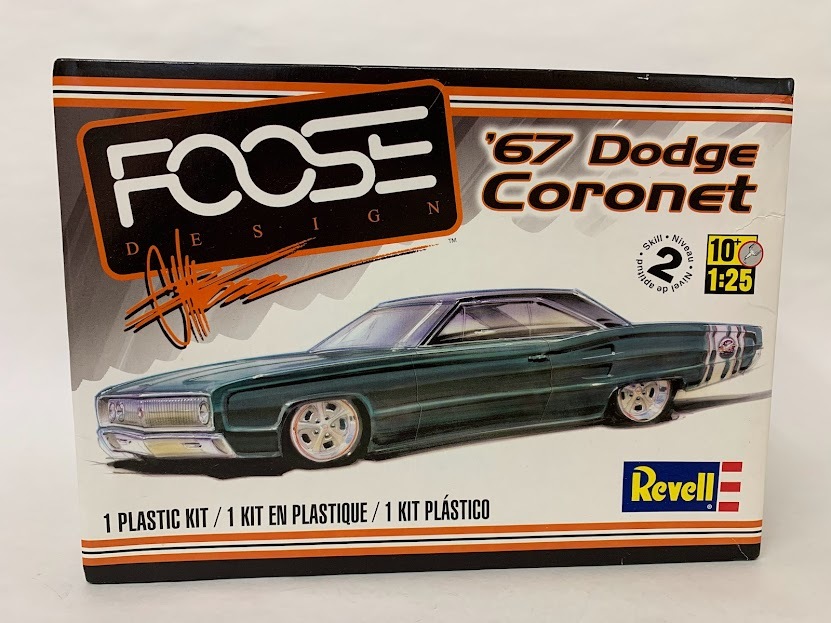 FOOSE
DESIGN
™
'67 Dodge
Coronet
Skill • Niveau • Nivel de aptitud •
2
10+
1:25
Revell
®
1 PLASTIC KIT / 1 KIT EN PLASTIQUE / 1 KIT PLÁSTICO